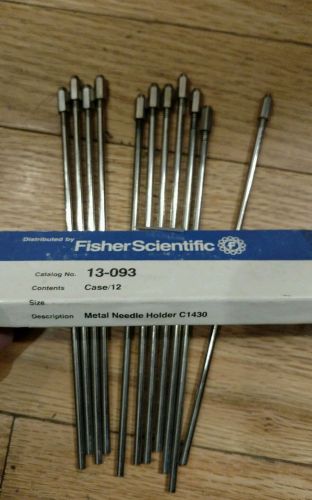 Distributed by Fisher Scientific F
Catalog No. 13-093
Contents Case/12
Size
Description Metal Needle Holder C1430